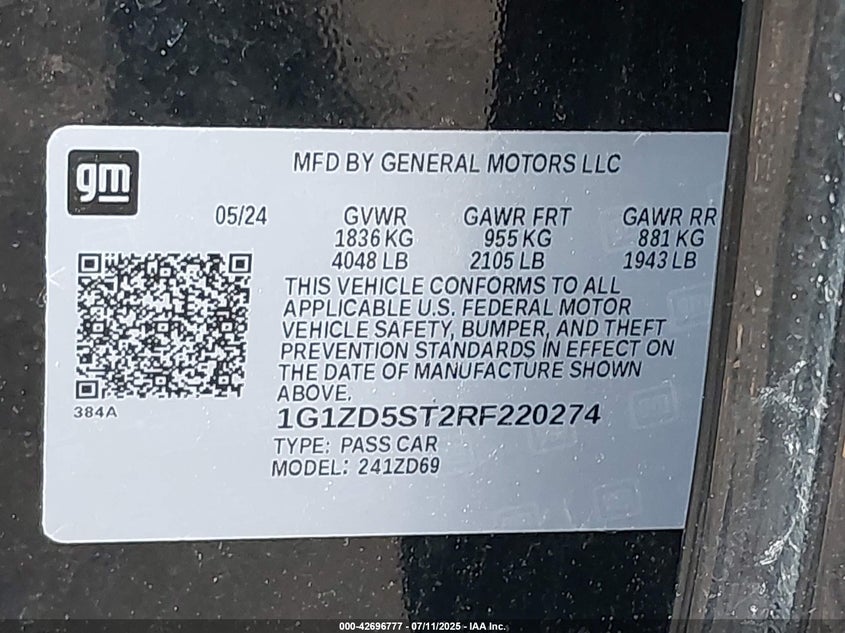 gm
MFD BY GENERAL MOTORS LLC
05/24 GVWR GAWR FRT GAWR RR
1836 KG 955 KG 881 KG
4048 LB 2105 LB 1943 LB
THIS VEHICLE CONFORMS TO ALL
APPLICABLE U.S. FEDERAL MOTOR
VEHICLE SAFETY, BUMPER, AND THEFT
PREVENTION STANDARDS IN EFFECT ON
THE DATE OF MANUFACTURE SHOWN
ABOVE.
384A
1G1ZD5ST2RF220274
TYPE: PASS CAR
MODEL: 241ZD69
000-42696777 - 07/11/2025 - IAA Inc.